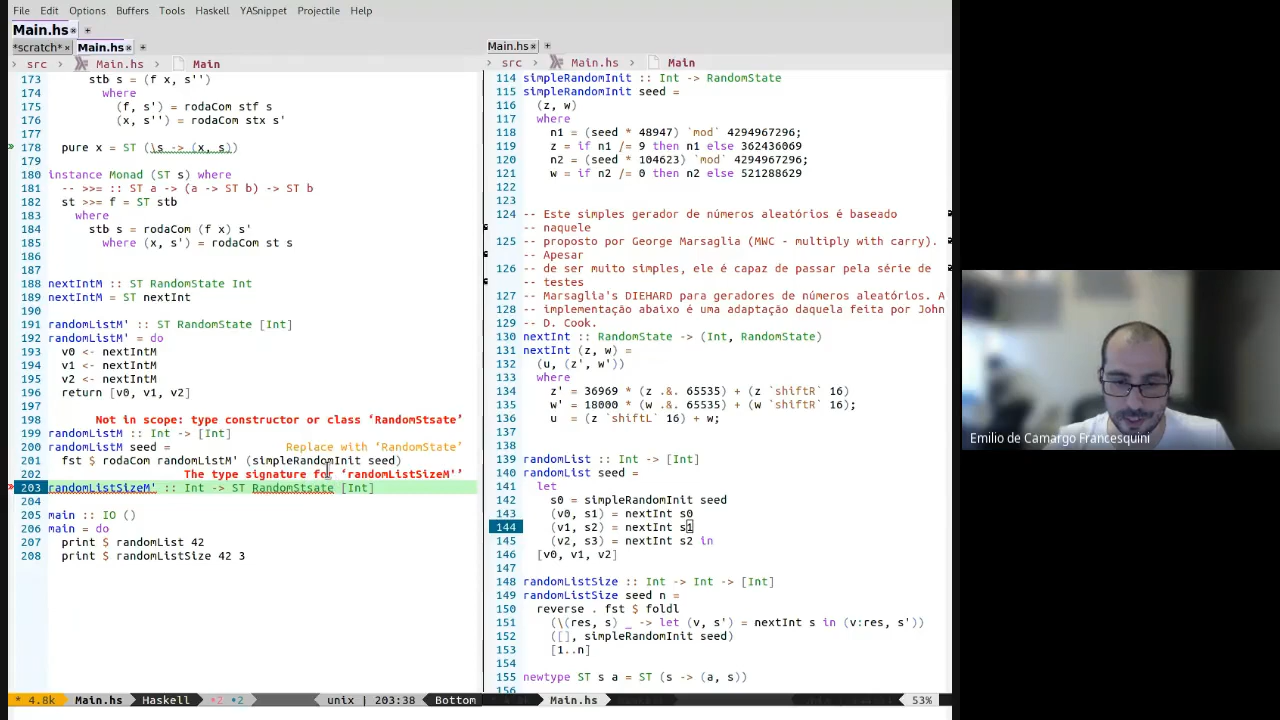 File Edit Options Buffers Tools Haskell YASnippet Projectile Help
Main.hs
*scratch* Main.hs
> src > Main.hs > Main
173 stb s = (f x, s'')
174 where
175 (f, s') = rodaCom stf s
176 (x, s'') = rodaCom stx s'
177
178 pure x = ST (\s -> (x, s))
179
180 instance Monad (ST s) where
181 -- >>= :: ST a -> (a -> ST b) -> ST b
182 st >>= f = ST stb
183 where
184 stb s = rodaCom (f x) s'
185 where (x, s') = rodaCom st s
186
187
188 nextIntM :: ST RandomState Int
189 nextIntM = ST nextInt
190
191 randomListM' :: ST RandomState [Int]
192 randomListM' = do
193 v0 <- nextIntM
194 v1 <- nextIntM
195 v2 <- nextIntM
196 return [v0, v1, v2]
197
198 Not in scope: type constructor or class ‘RandomStsate’
199 randomListM :: Int -> [Int]
200 randomListM seed = Replace with ‘RandomState’
201 fst $ rodaCom randomListM' (simpleRandomInit seed)
202 The type signature for ‘randomListSizeM'’
203 randomListSizeM' :: Int -> ST RandomStsate [Int]
204
205 main :: IO ()
206 main = do
207 print $ randomList 42
208 print $ randomListSize 42 3
* 4.8k Main.hs Haskell •2 •2 unix | 203:38 Bottom
Main.hs
> src > Main.hs > Main
114 simpleRandomInit :: Int -> RandomState
115 simpleRandomInit seed =
116 (z, w)
117 where
118 n1 = (seed * 48947) `mod` 4294967296;
119 z = if n1 /= 9 then n1 else 362436069
120 n2 = (seed * 104623) `mod` 4294967296;
121 w = if n2 /= 0 then n2 else 521288629
122
123
124 -- Este simples gerador de números aleatórios é baseado
-- naquele
125 -- proposto por George Marsaglia (MWC - multiply with carry).
-- Apesar
126 -- de ser muito simples, ele é capaz de passar pela série de
-- testes
127 -- Marsaglia's DIEHARD para geradores de números aleatórios. A
128 -- implementação abaixo é uma adaptação daquela feita por John
129 -- D. Cook.
130 nextInt :: RandomState -> (Int, RandomState)
131 nextInt (z, w) =
132 (u, (z', w'))
133 where
134 z' = 36969 * (z .&. 65535) + (z `shiftR` 16)
135 w' = 18000 * (w .&. 65535) + (w `shiftR` 16);
136 u = (z `shiftL` 16) + w;
137
138
139 randomList :: Int -> [Int]
140 randomList seed =
141 let
142 s0 = simpleRandomInit seed
143 (v0, s1) = nextInt s0
144 (v1, s2) = nextInt s1
145 (v2, s3) = nextInt s2 in
146 [v0, v1, v2]
147
148 randomListSize :: Int -> Int -> [Int]
149 randomListSize seed n =
150 reverse . fst $ foldl
151 (\(res, s) _ -> let (v, s') = nextInt s in (v:res, s'))
152 ([], simpleRandomInit seed)
153 [1..n]
154
155 newtype ST s a = ST (s -> (a, s))
156
Main.hs 53%
Emilio de Camargo Francesquini